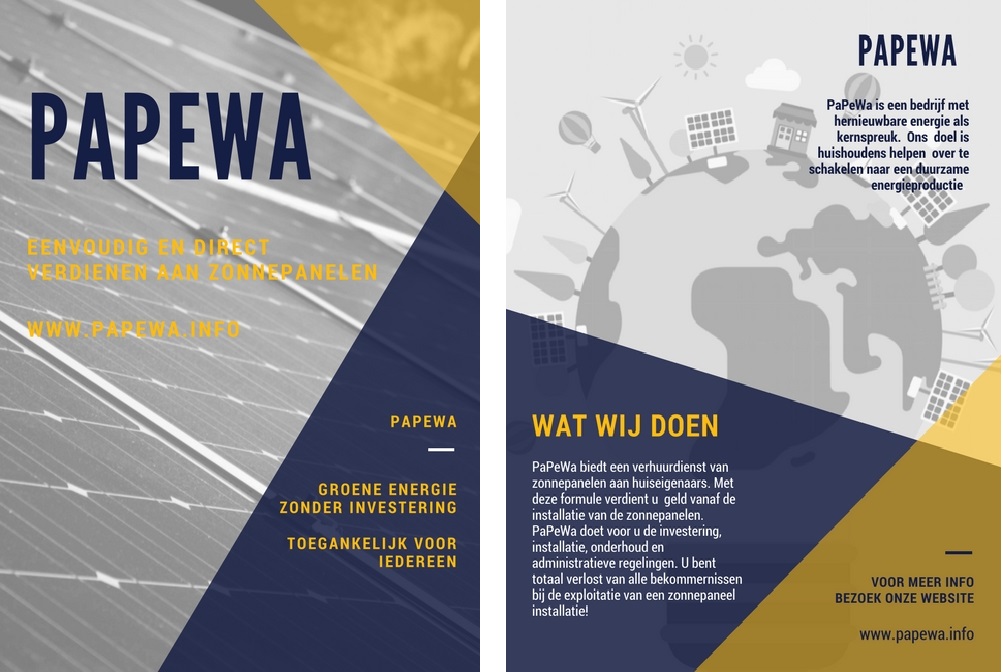 PAPEWA
EENVOUDIG EN DIRECT
VERDIENEN AAN ZONNEPANELEN
WWW.PAPEWA.INFO
PAPEWA
GROENE ENERGIE
ZONDER INVESTERING
TOEGANKELIJK VOOR
IEDEREEN
PAPEWA
PaPeWa is een bedrijf met
hernieuwbare energie als
kernspreuk. Ons doel is
huishoudens helpen over te
schakelen naar een duurzame
energieproductie
WAT WIJ DOEN
PaPeWa biedt een verhuurdienst van
zonnepanelen aan huiseigenaars. Met
deze formule verdient u geld vanaf de
installatie van de zonnepanelen.
PaPeWa doet voor u de investering,
installatie, onderhoud en
administratieve regelingen. U bent
totaal verlost van alle bekommernissen
bij de exploitatie van een zonnepaneel
installatie!
VOOR MEER INFO
BEZOEK ONZE WEBSITE
www.papewa.info